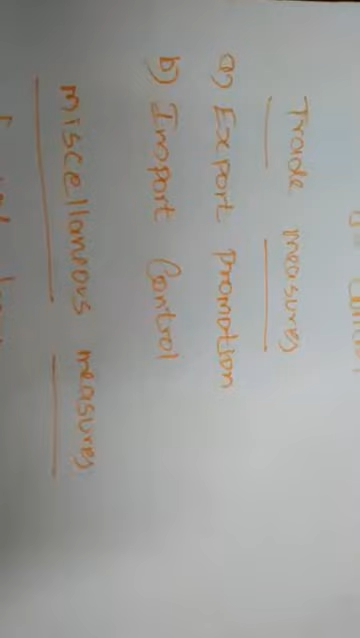 Trade measures
a) Export promotion
b) Import Control
Miscellaneous measures